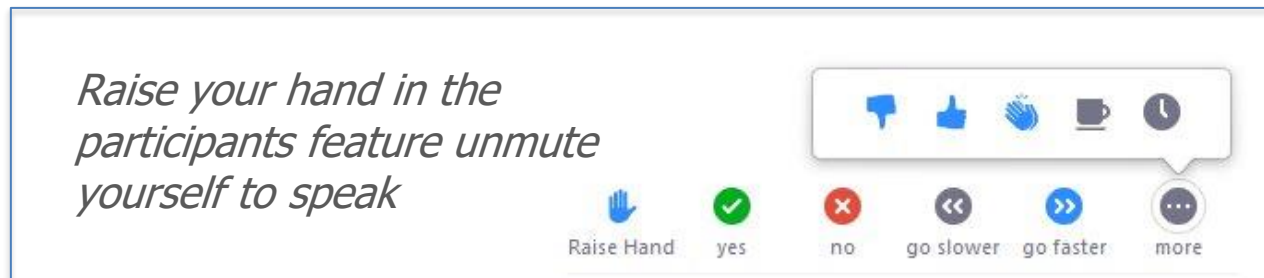 Raise your hand in the
participants feature unmute
yourself to speak
Raise Hand yes no go slower go faster more